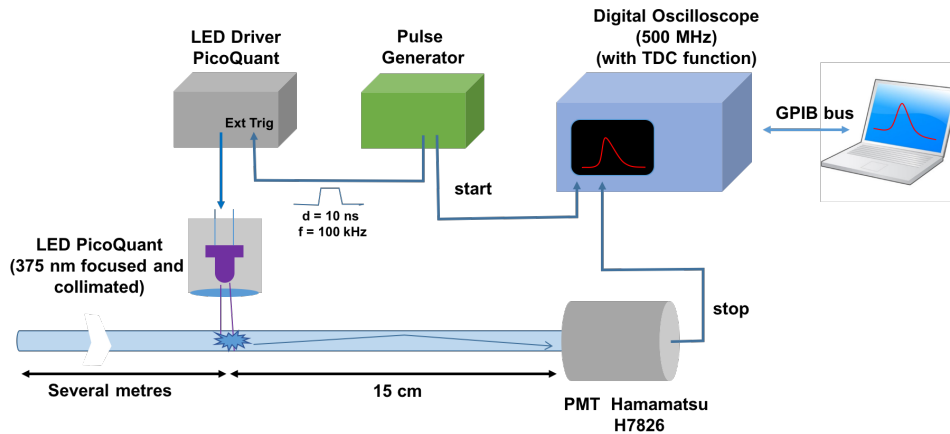 LED Driver
PicoQuant
Ext Trig
Pulse
Generator
Digital Oscilloscope
(500 MHz)
(with TDC function)
GPIB bus
start
d = 10 ns
f = 100 kHz
LED PicoQuant
(375 nm focused and
collimated)
stop
Several metres
15 cm
PMT Hamamatsu
H7826